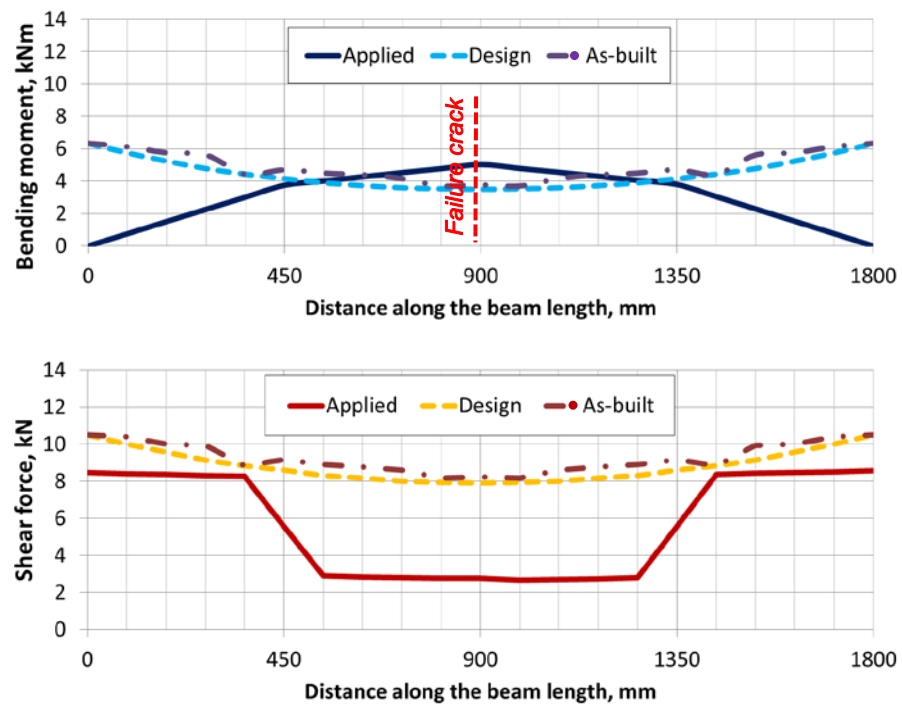 Bending moment, kNm
14
12
10
8
6
4
2
0
Applied Design As-built
Failure crack
0 450 900 1350 1800
Distance along the beam length, mm
Shear force, kN
14
12
10
8
6
4
2
0
Applied Design As-built
0 450 900 1350 1800
Distance along the beam length, mm